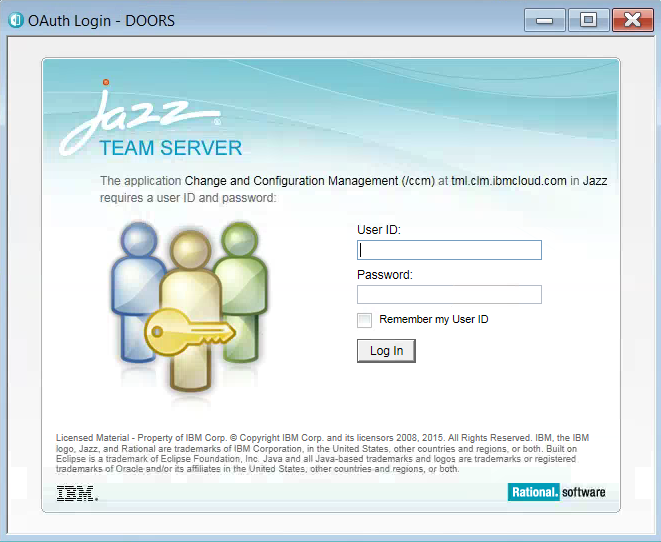 OAuth Login - DOORS
jazz®
TEAM SERVER
The application Change and Configuration Management (/ccm) at tml.clm.ibmcloud.com in Jazz
requires a user ID and password:
User ID:
Password:
Remember my User ID
Log In
Licensed Material - Property of IBM Corp. © Copyright IBM Corp. and its licensors 2008, 2015. All Rights Reserved. IBM, the IBM
logo, Jazz, and Rational are trademarks of IBM Corporation, in the United States, other countries and regions, or both. Built on
Eclipse is a trademark of Eclipse Foundation, Inc. Java and all Java-based trademarks and logos are trademarks or registered
trademarks of Oracle and/or its affiliates in the United States, other countries and regions, or both.
IBM® Rational. software